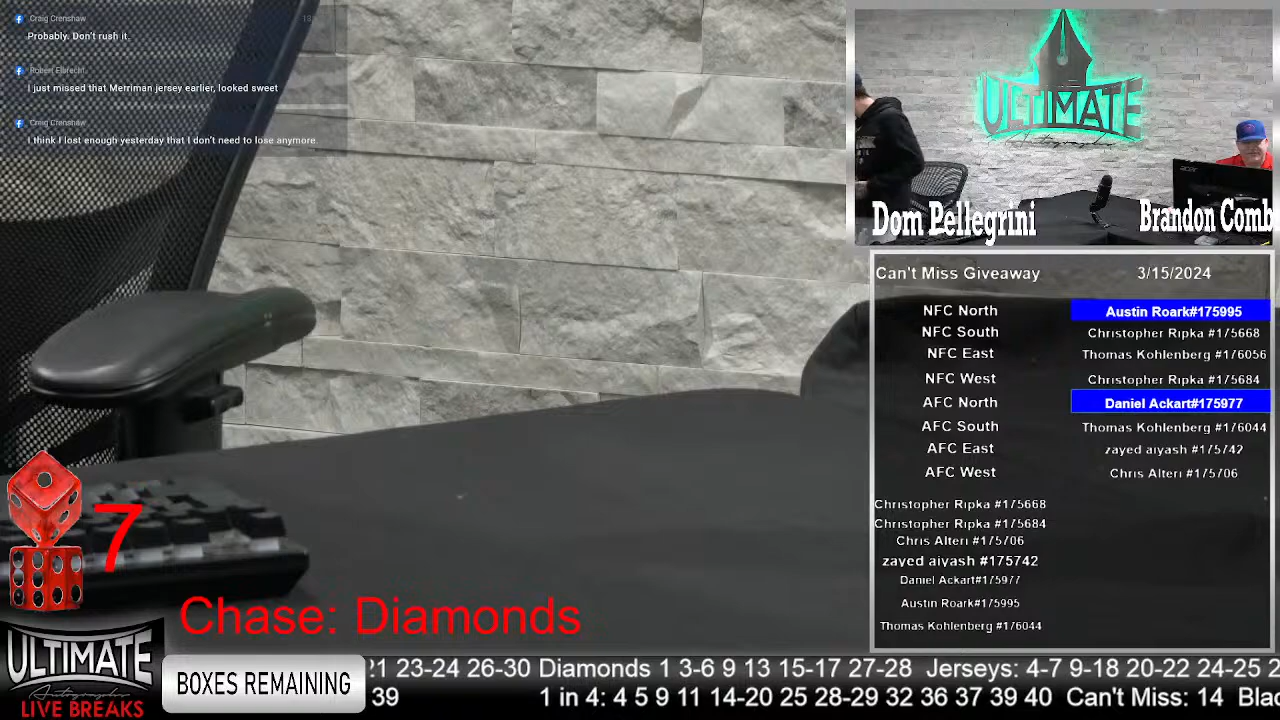 Craig Crenshaw
Probably. Don't rush it.
Robert Elbrecht
I just missed that Merriman jersey earlier, looked sweet
Craig Crenshaw
I think I lost enough yesterday that I don't need to lose anymore
ULTIMATE
acer
Dom Pellegrini
Brandon Comb
Can't Miss Giveaway 3/15/2024
NFC North Austin Roark#175995
NFC South Christopher Ripka #175668
NFC East Thomas Kohlenberg #176056
NFC West Christopher Ripka #175684
AFC North Daniel Ackart#175977
AFC South Thomas Kohlenberg #176044
AFC East zayed aiyash #175742
AFC West Chris Alteri #175706
Christopher Ripka #175668
Christopher Ripka #175684
Chris Alteri #175706
zayed aiyash #175742
Daniel Ackart#175977
Austin Roark#175995
Thomas Kohlenberg #176044
7
Chase: Diamonds
ULTIMATE
Autographs
LIVE BREAKS
BOXES REMAINING
21 23-24 26-30 Diamonds 1 3-6 9 13 15-17 27-28 Jerseys: 4-7 9-18 20-22 24-25 2
39 1 in 4: 4 5 9 11 14-20 25 28-29 32 36 37 39 40 Can't Miss: 14 Bla